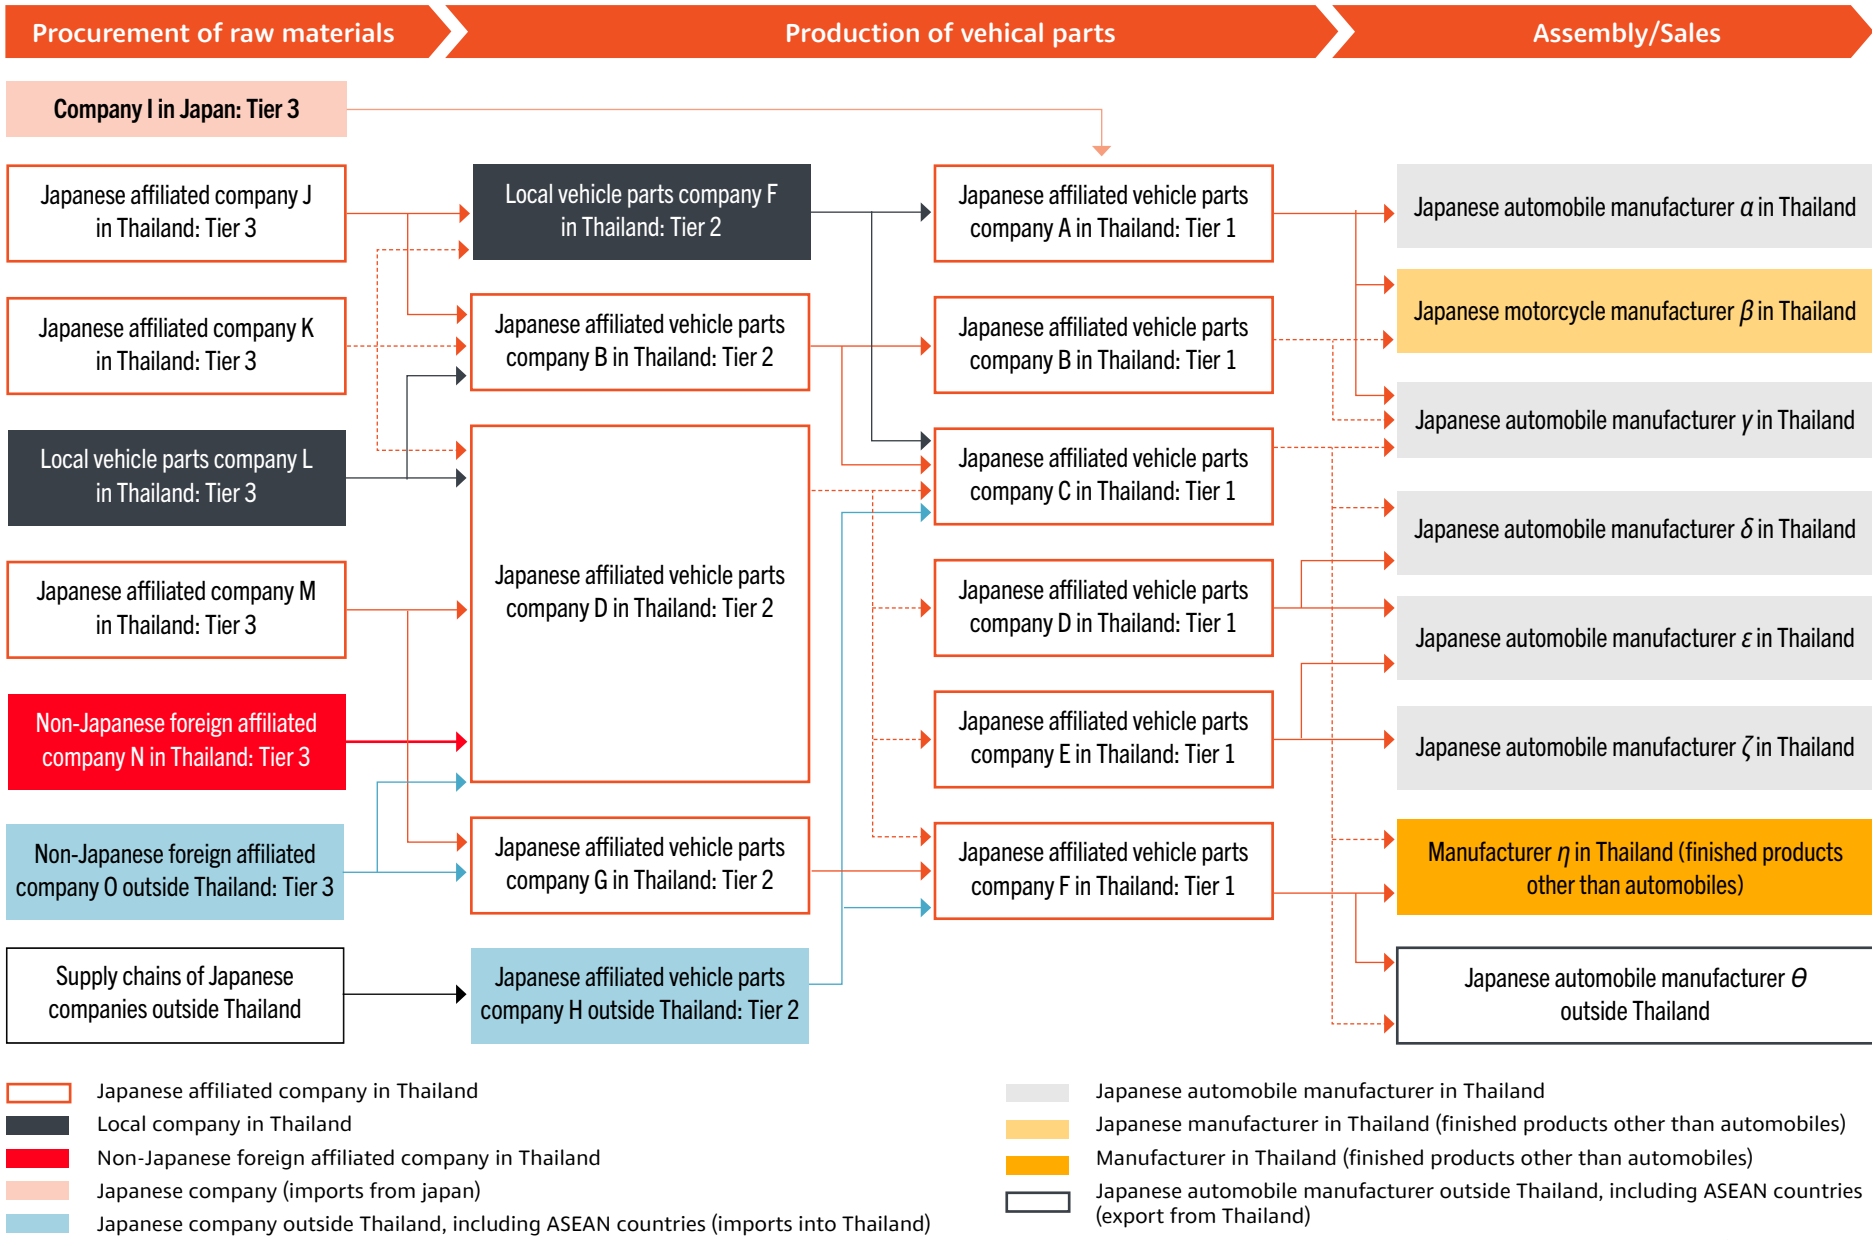 Procurement of raw materials
Production of vehical parts
Assembly/Sales
Company I in Japan: Tier 3
Japanese affiliated company J
in Thailand: Tier 3
Japanese affiliated company K
in Thailand: Tier 3
Local vehicle parts company L
in Thailand: Tier 3
Japanese affiliated company M
in Thailand: Tier 3
Non-Japanese foreign affiliated
company N in Thailand: Tier 3
Non-Japanese foreign affiliated
company O outside Thailand: Tier 3
Supply chains of Japanese
companies outside Thailand
Local vehicle parts company F
in Thailand: Tier 2
Japanese affiliated vehicle parts
company B in Thailand: Tier 2
Japanese affiliated vehicle parts
company D in Thailand: Tier 2
Japanese affiliated vehicle parts
company G in Thailand: Tier 2
Japanese affiliated vehicle parts
company H outside Thailand: Tier 2
Japanese affiliated vehicle parts
company A in Thailand: Tier 1
Japanese affiliated vehicle parts
company B in Thailand: Tier 1
Japanese affiliated vehicle parts
company C in Thailand: Tier 1
Japanese affiliated vehicle parts
company D in Thailand: Tier 1
Japanese affiliated vehicle parts
company E in Thailand: Tier 1
Japanese affiliated vehicle parts
company F in Thailand: Tier 1
Japanese automobile manufacturer α in Thailand
Japanese motorcycle manufacturer β in Thailand
Japanese automobile manufacturer γ in Thailand
Japanese automobile manufacturer δ in Thailand
Japanese automobile manufacturer ε in Thailand
Japanese automobile manufacturer ζ in Thailand
Manufacturer η in Thailand (finished products
other than automobiles)
Japanese automobile manufacturer θ
outside Thailand
Japanese affiliated company in Thailand
Local company in Thailand
Non-Japanese foreign affiliated company in Thailand
Japanese company (imports from japan)
Japanese company outside Thailand, including ASEAN countries (imports into Thailand)
Japanese automobile manufacturer in Thailand
Japanese manufacturer in Thailand (finished products other than automobiles)
Manufacturer in Thailand (finished products other than automobiles)
Japanese automobile manufacturer outside Thailand, including ASEAN countries
(export from Thailand)